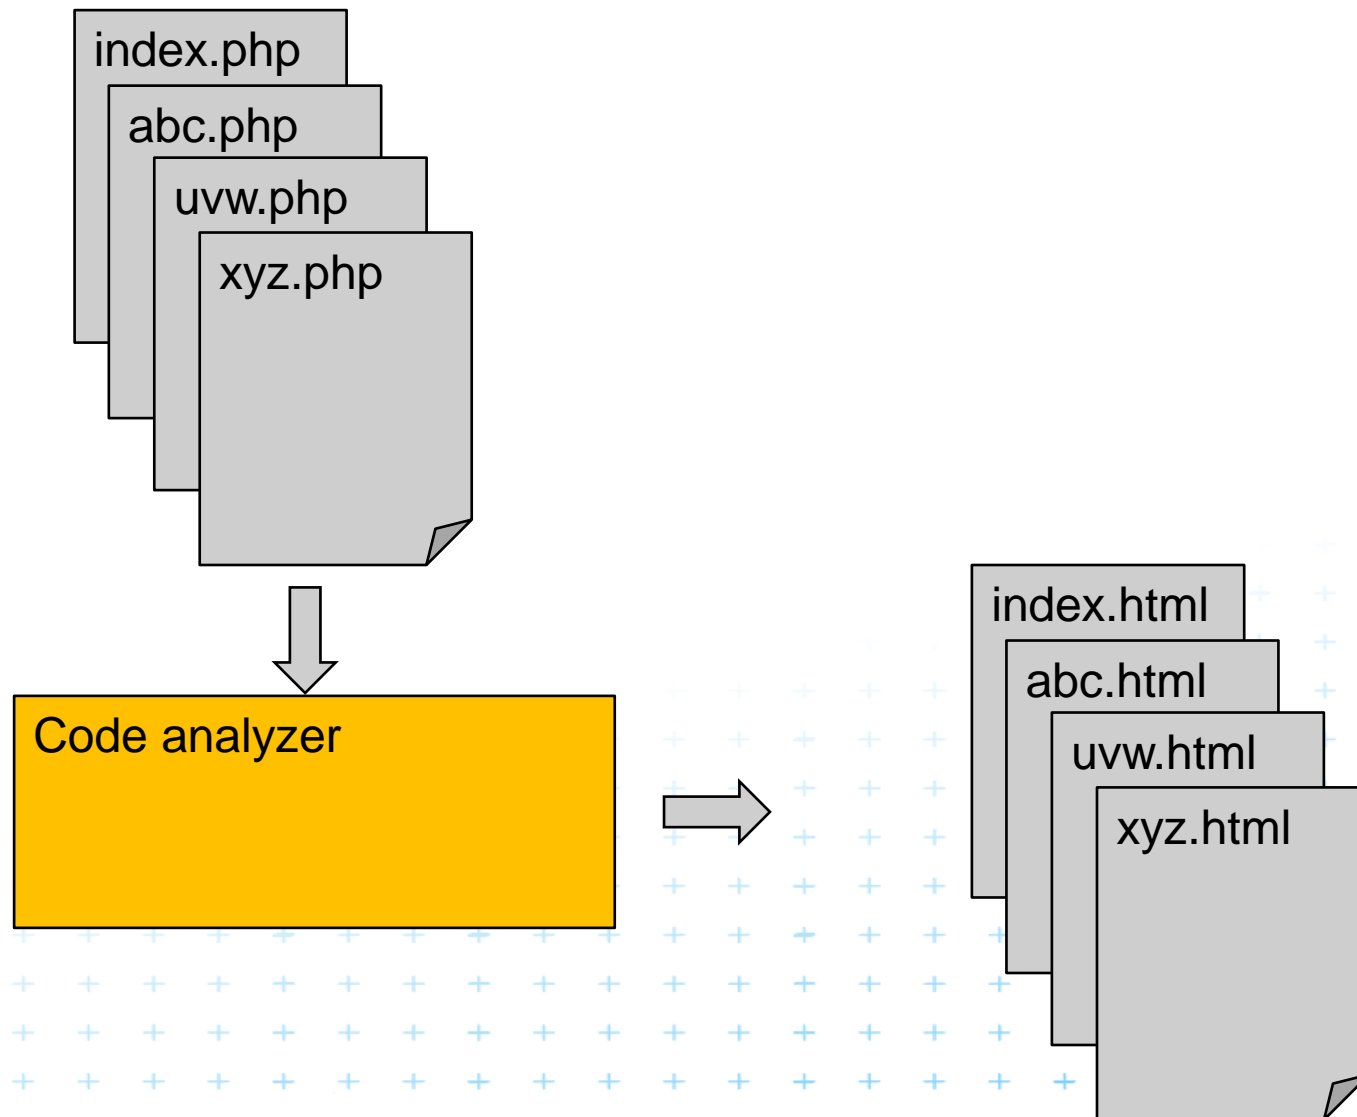 index.php
abc.php
uvw.php
xyz.php
Code analyzer
index.html
abc.html
uvw.html
xyz.html